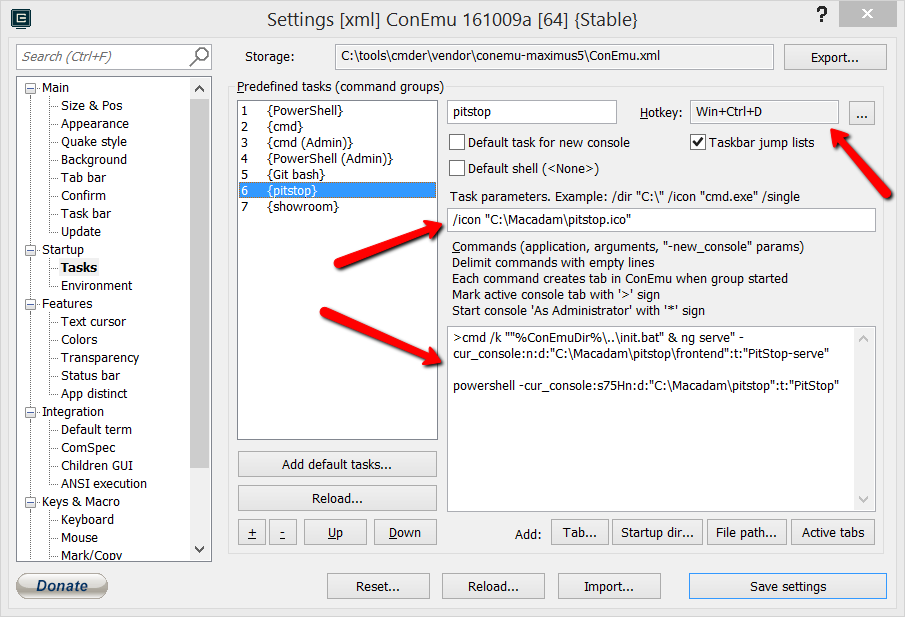 Settings [xml] ConEmu 161009a [64] {Stable}
?
Search (Ctrl+F)
Storage:
C:\tools\cmder\vendor\conemu-maximus5\ConEmu.xml
Export...
Main
Size & Pos
Appearance
Quake style
Background
Tab bar
Confirm
Task bar
Update
Startup
Tasks
Environment
Features
Text cursor
Colors
Transparency
Status bar
App distinct
Integration
Default term
ComSpec
Children GUI
ANSI execution
Keys & Macro
Keyboard
Mouse
Mark/Copy
Predefined tasks (command groups)
1 {PowerShell}
2 {cmd}
3 {cmd (Admin)}
4 {PowerShell (Admin)}
5 {Git bash}
6 {pitstop}
7 {showroom}
pitstop
Hotkey:
Win+Ctrl+D
...
Default task for new console
Taskbar jump lists
Default shell (<None>)
Task parameters. Example: /dir "C:\" /icon "cmd.exe" /single
/icon "C:\Macadam\pitstop.ico"
Commands (application, arguments, "-new_console" params)
Delimit commands with empty lines
Each command creates tab in ConEmu when group started
Mark active console tab with '>' sign
Start console 'As Administrator' with '*' sign
>cmd /k ""%ConEmuDir%\..\init.bat" & ng serve" -
cur_console:n:d:"C:\Macadam\pitstop\frontend":t:"PitStop-serve"
powershell -cur_console:s75Hn:d:"C:\Macadam\pitstop":t:"PitStop"
Add default tasks...
Reload...
+
-
Up
Down
Add:
Tab...
Startup dir...
File path...
Active tabs
Donate
Reset...
Reload...
Import...
Save settings